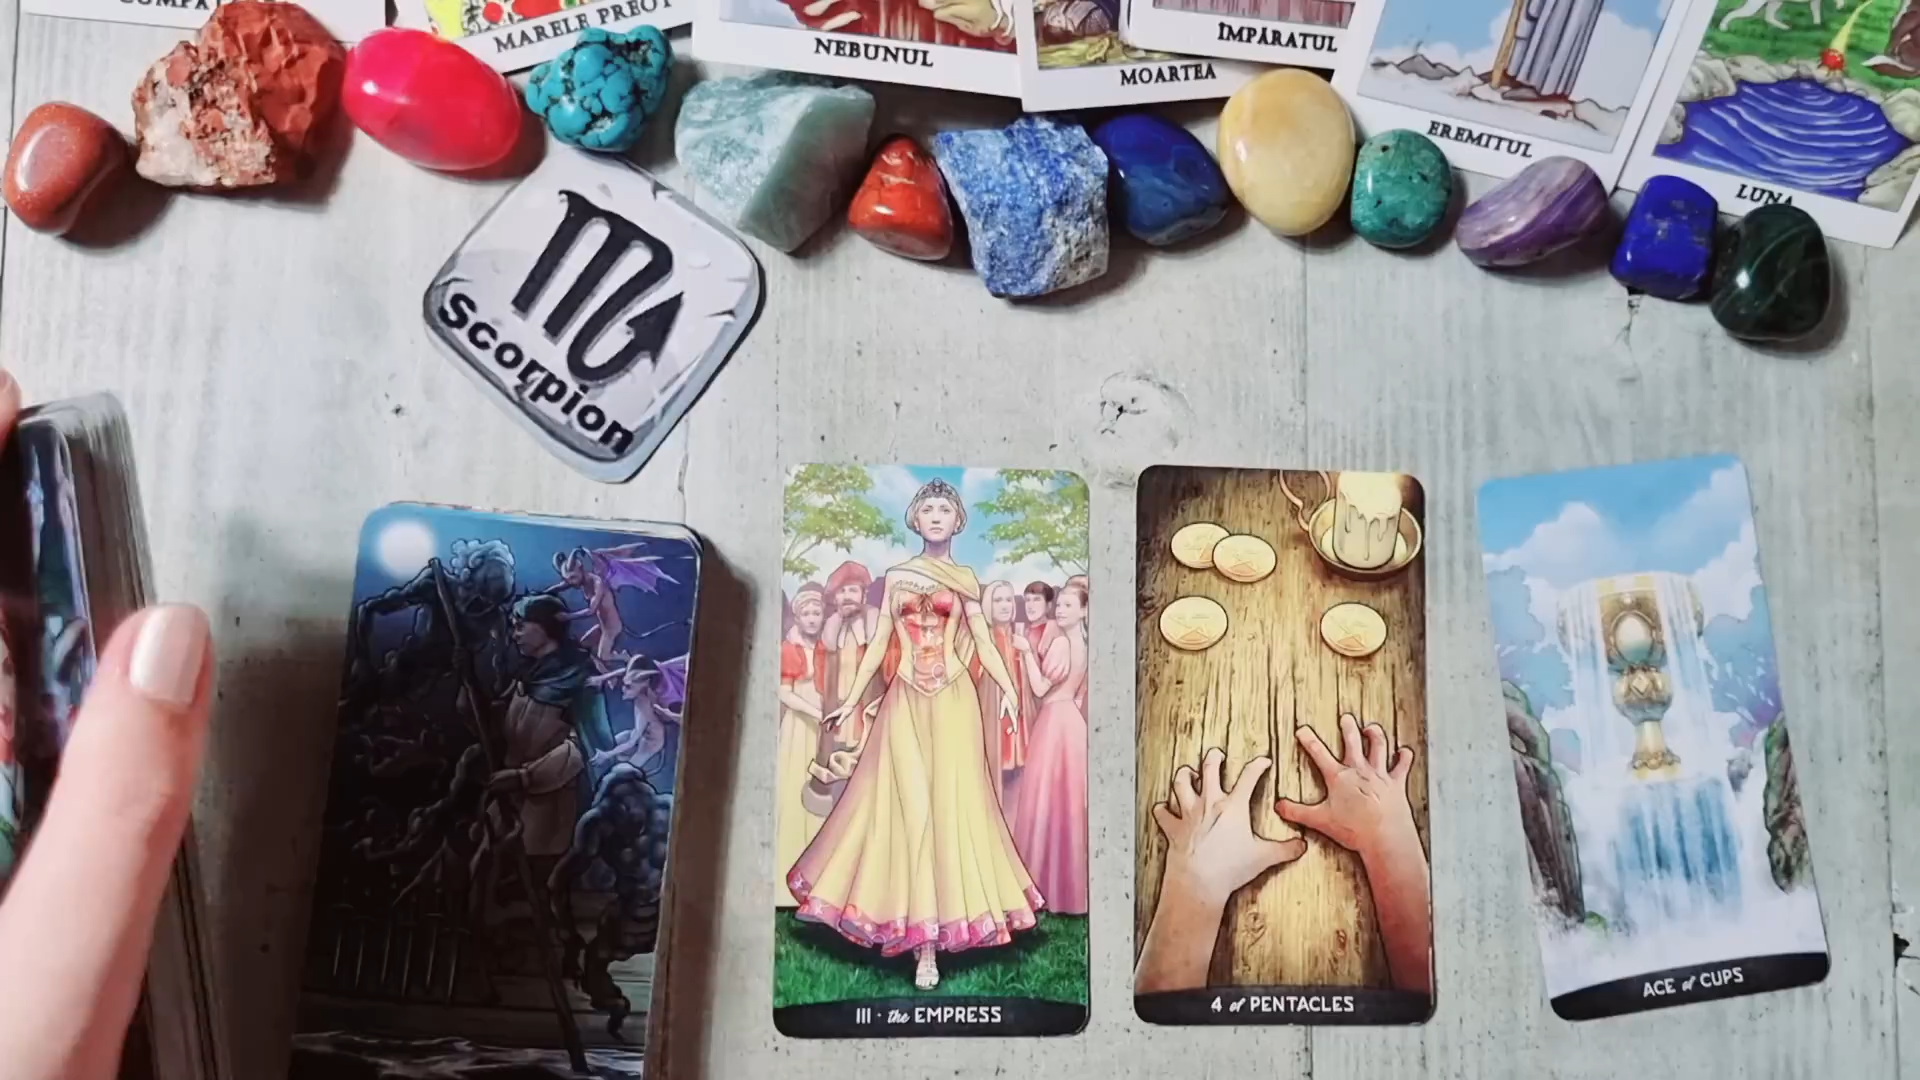 MARELE PREOT
NEBUNUL
MOARTEA
ÎMPĂRATUL
EREMITUL
LUNA
Scorpion
III • the EMPRESS
4 of PENTACLES
ACE of CUPS